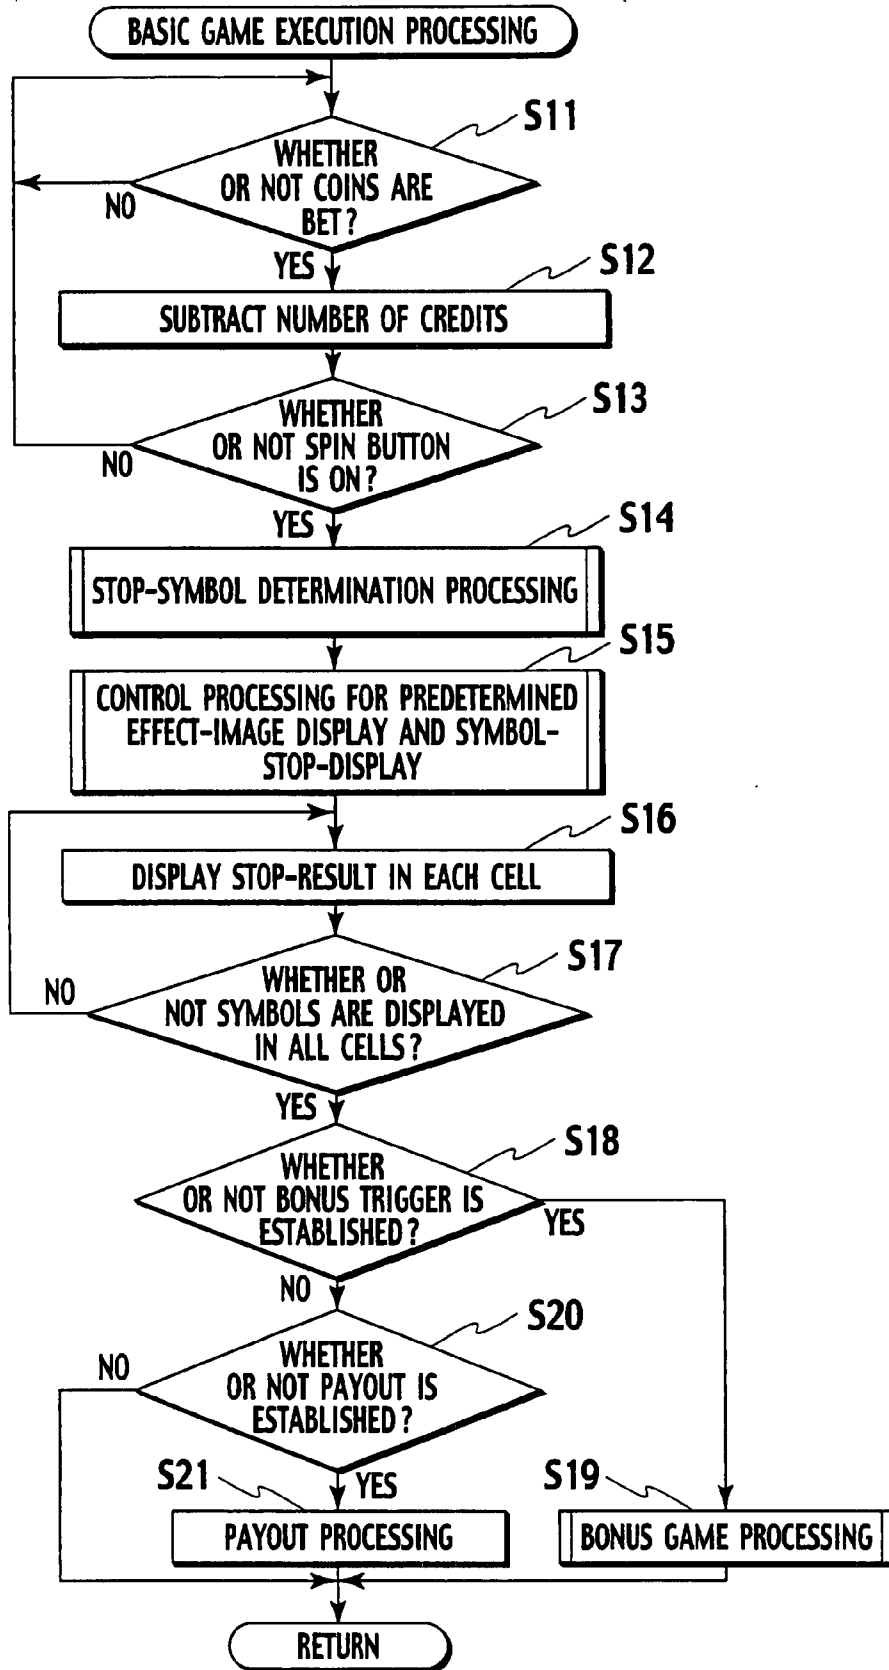 BASIC GAME EXECUTION PROCESSING
S11
WHETHER
OR NOT COINS ARE
BET?
NO
YES
S12
SUBTRACT NUMBER OF CREDITS
S13
WHETHER
OR NOT SPIN BUTTON
IS ON?
NO
YES
S14
STOP-SYMBOL DETERMINATION PROCESSING
S15
CONTROL PROCESSING FOR PREDETERMINED
EFFECT-IMAGE DISPLAY AND SYMBOL-
STOP-DISPLAY
S16
DISPLAY STOP-RESULT IN EACH CELL
S17
WHETHER OR
NOT SYMBOLS ARE DISPLAYED
IN ALL CELLS?
NO
YES
S18
WHETHER
OR NOT BONUS TRIGGER IS
ESTABLISHED?
YES
NO
S20
WHETHER
OR NOT PAYOUT IS
ESTABLISHED?
NO
YES
S21
PAYOUT PROCESSING
S19
BONUS GAME PROCESSING
RETURN